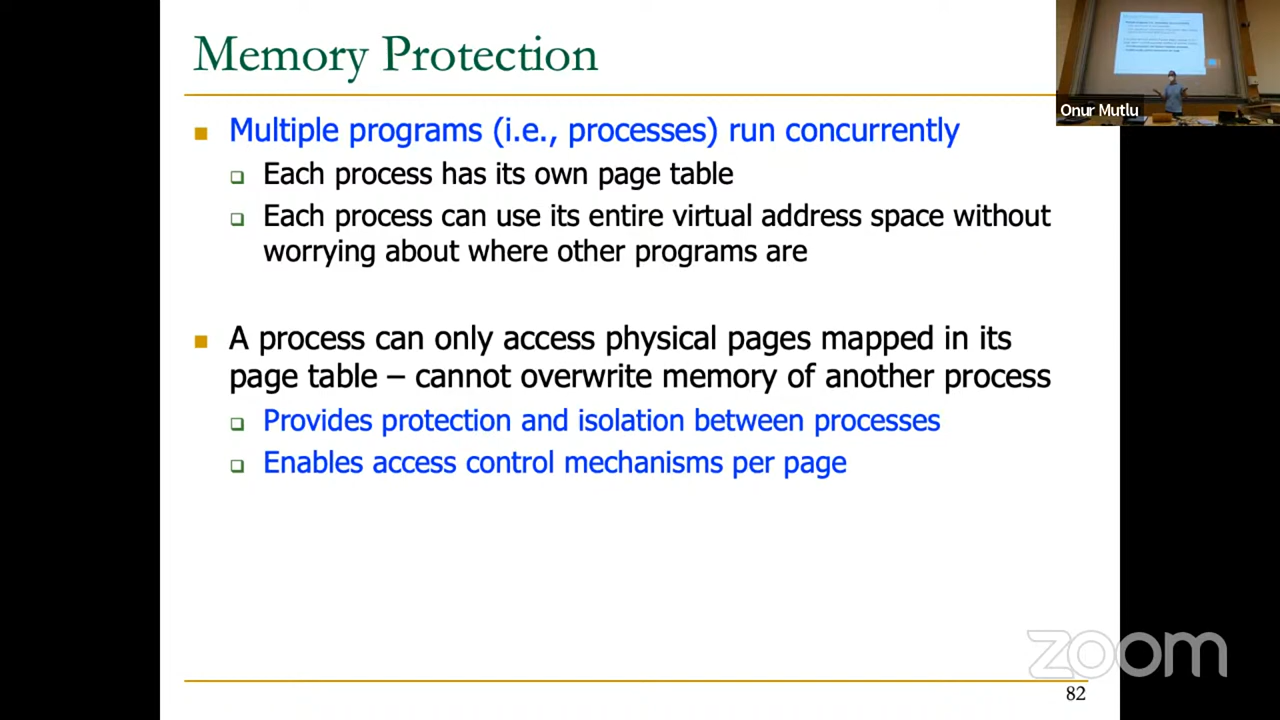 Memory Protection
Onur Mutlu
Multiple programs (i.e., processes) run concurrently
Each process has its own page table
Each process can use its entire virtual address space without
worrying about where other programs are
A process can only access physical pages mapped in its
page table – cannot overwrite memory of another process
Provides protection and isolation between processes
Enables access control mechanisms per page
zoom
82